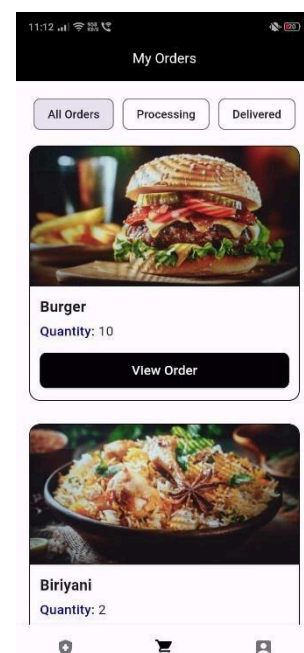 11:12
My Orders
All Orders Processing Delivered
Burger
Quantity: 10
View Order
Biriyani
Quantity: 2